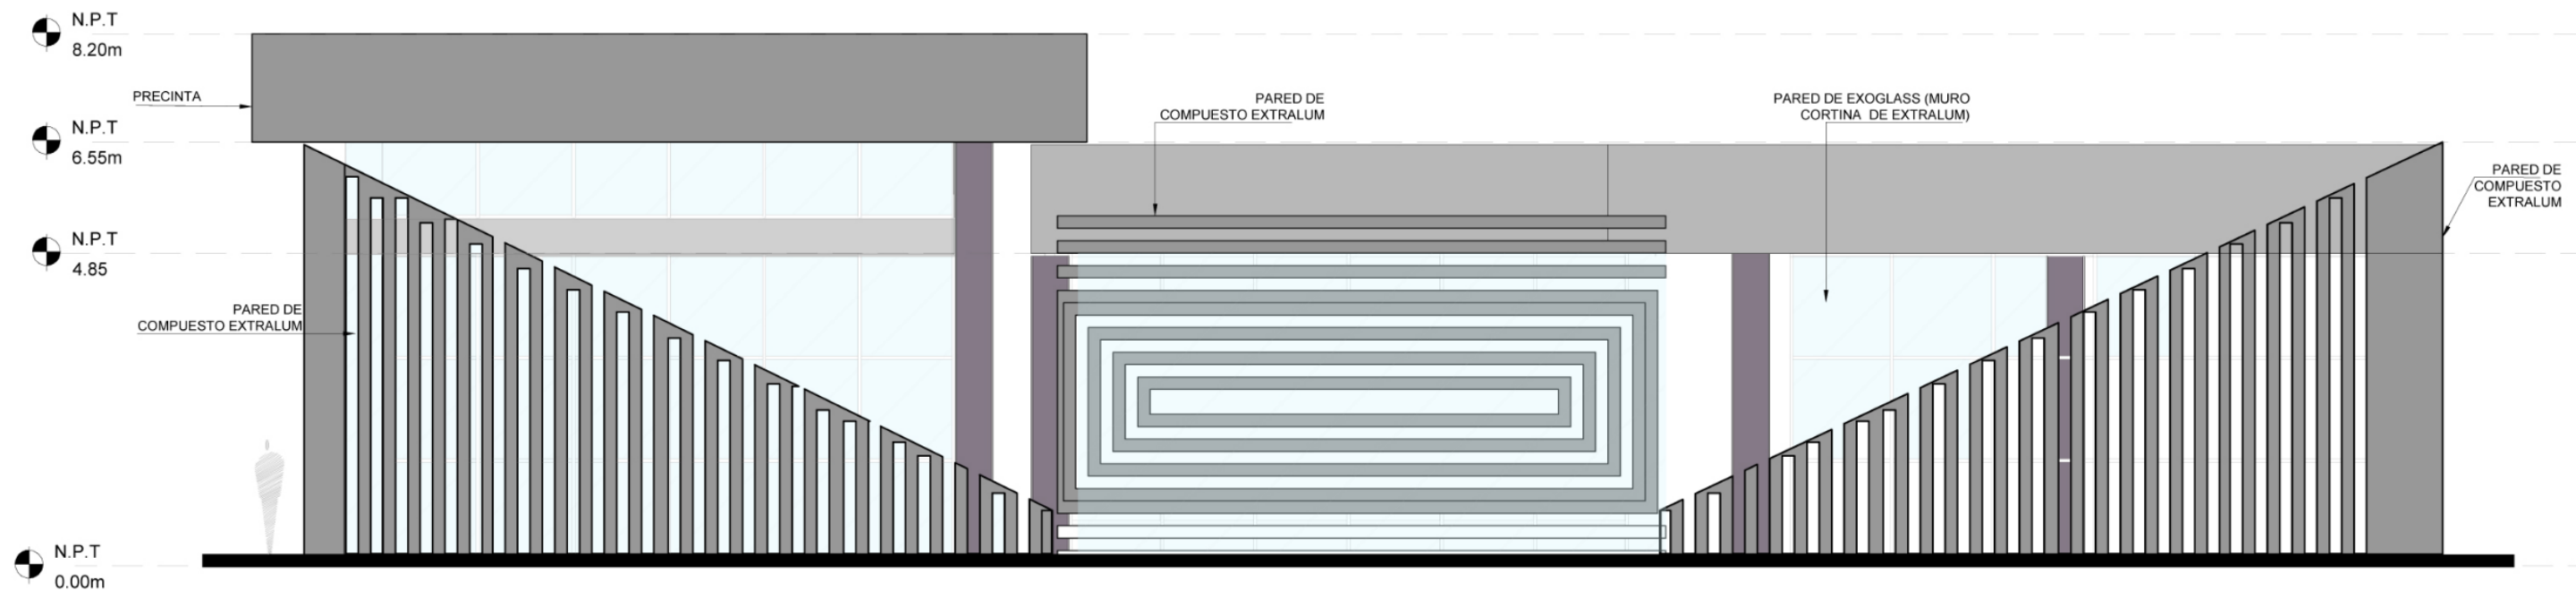 N.P.T
8.20m
PRECINTA
N.P.T
6.55m
N.P.T
4.85
PARED DE
COMPUESTO EXTRALUM
PARED DE
COMPUESTO EXTRALUM
PARED DE EXOGLASS (MURO
CORTINA DE EXTRALUM)
PARED DE
COMPUESTO
EXTRALUM
N.P.T
0.00m